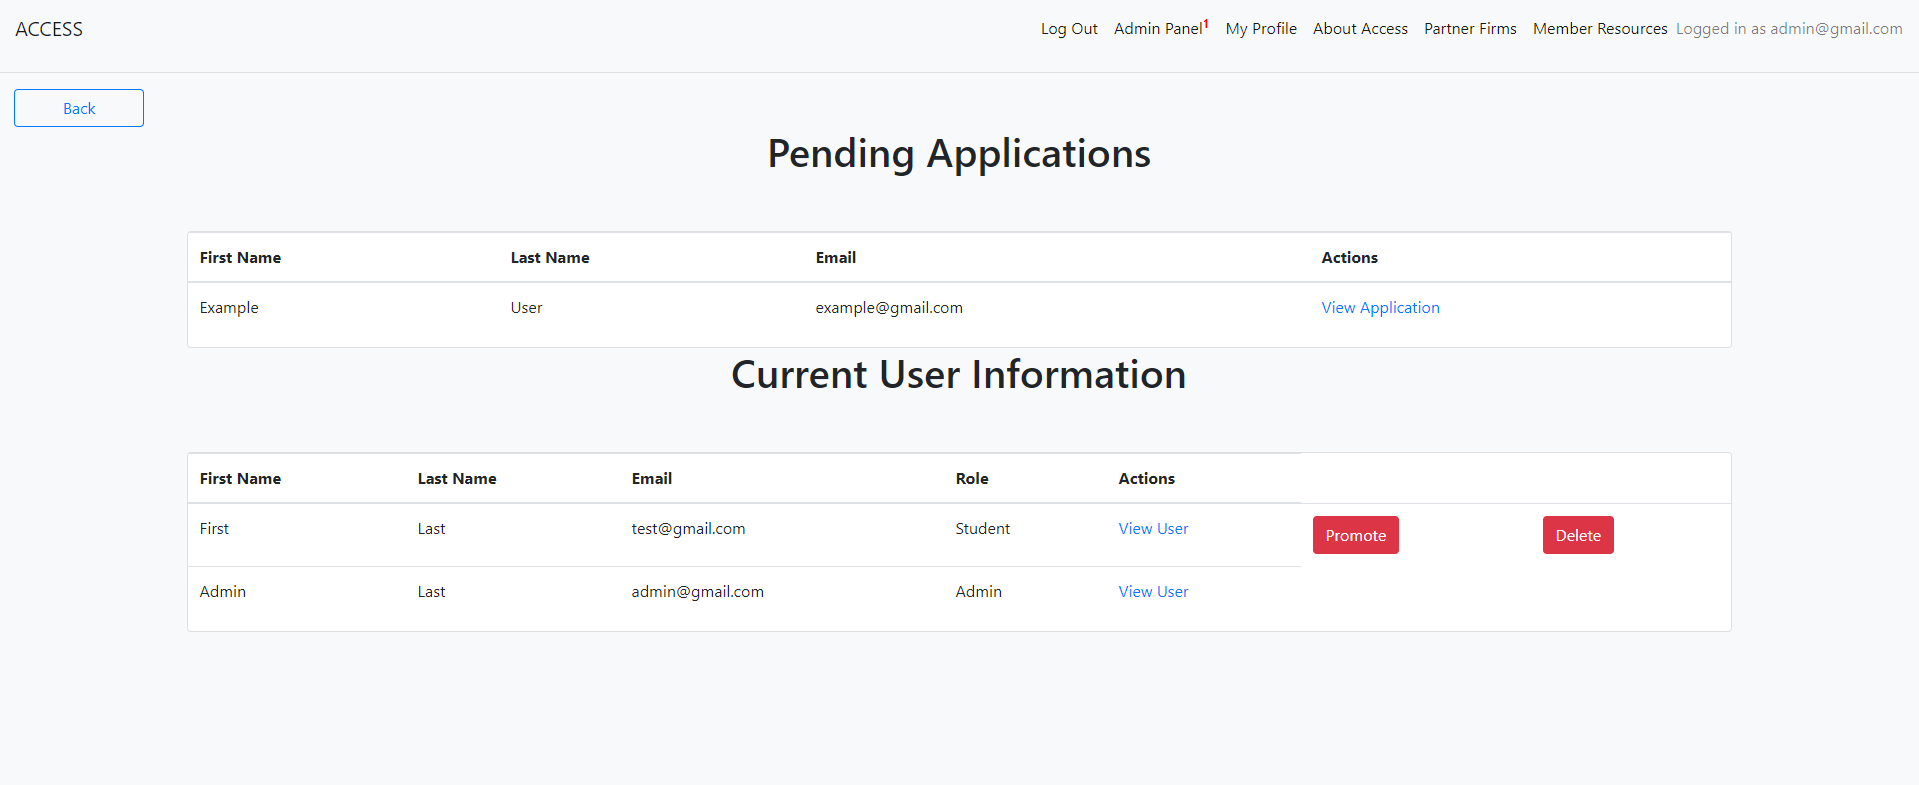 ACCESS Log Out Admin Panel1 My Profile About Access Partner Firms Member Resources Logged in as admin@gmail.com
Back
Pending Applications
First Name Last Name Email Actions
Example User example@gmail.com View Application
Current User Information
First Name Last Name Email Role Actions
First Last test@gmail.com Student View User Promote Delete
Admin Last admin@gmail.com Admin View User